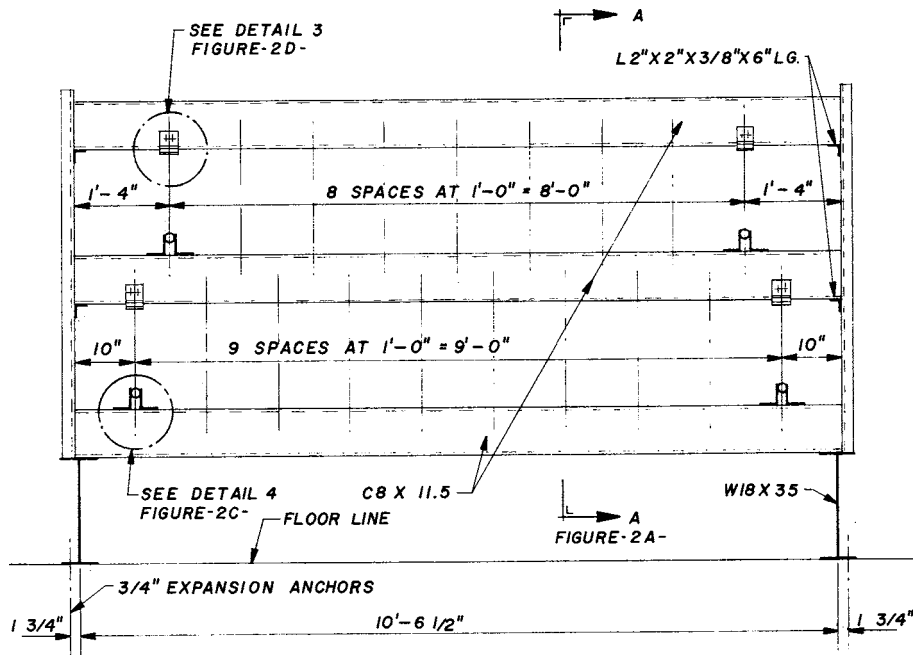 SEE DETAIL 3
FIGURE-2D-
A
L2"X2"X3/8"X6"LG.
1'-4"
8 SPACES AT 1'-0" = 8'-0"
1'-4"
10"
9 SPACES AT 1'-0" = 9'-0"
10"
SEE DETAIL 4
FIGURE-2C-
C8 X 11.5
A
FIGURE-2A-
W18X35
FLOOR LINE
3/4" EXPANSION ANCHORS
1 3/4"
10'-6 1/2"
1 3/4"